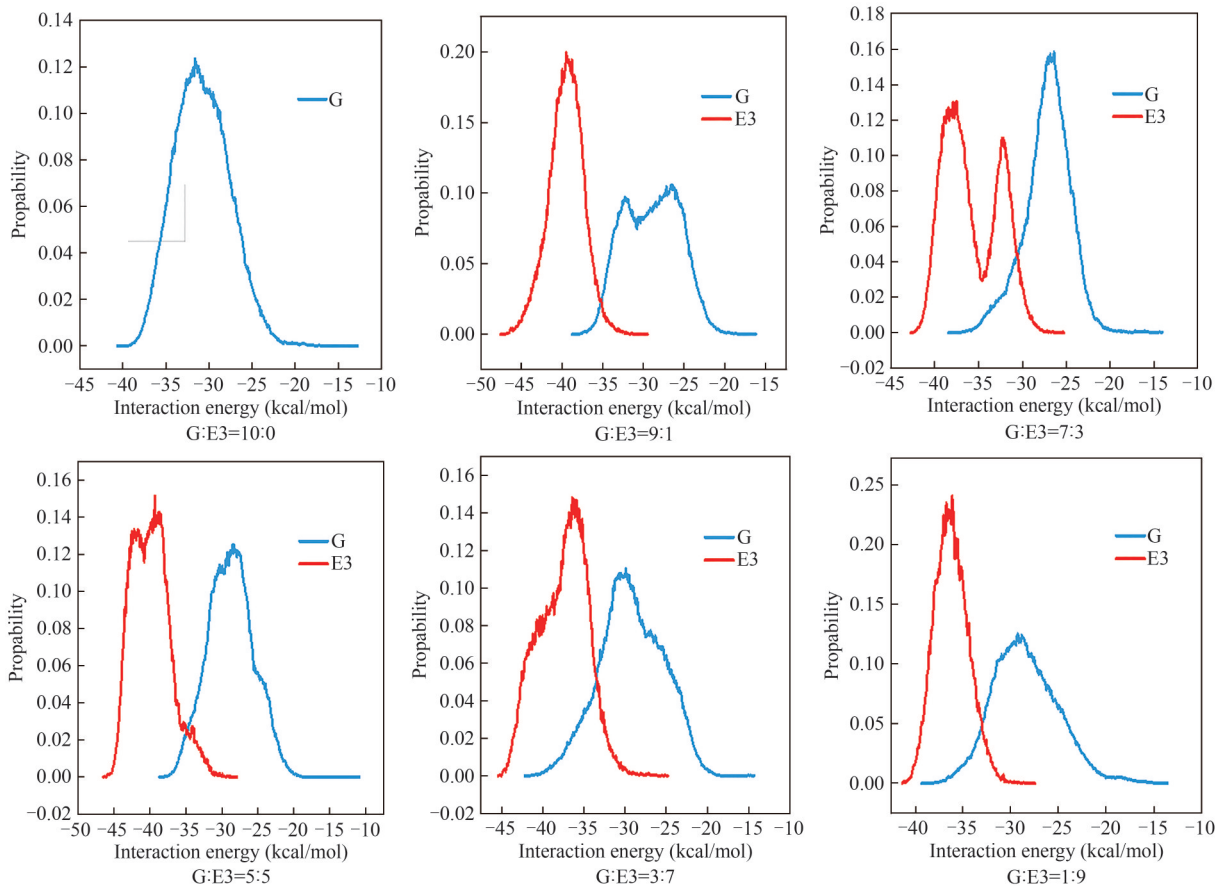 0.14
0.12
0.10
0.08
0.06
0.04
0.02
0.00
Propability
G
−45 −40 −35 −30 −25 −20 −15 −10
Interaction energy (kcal/mol)
G∶E3=10∶0
0.20
0.15
0.10
0.05
0.00
Propability
G
E3
−50 −45 −40 −35 −30 −25 −20 −15
Interaction energy (kcal/mol)
G∶E3=9∶1
0.18
0.16
0.14
0.12
0.10
0.08
0.06
0.04
0.02
0.00
−0.02
Propability
G
E3
−45 −40 −35 −30 −25 −20 −15 −10
Interaction energy (kcal/mol)
G∶E3=7∶3
0.16
0.14
0.12
0.10
0.08
0.06
0.04
0.02
0.00
−0.02
Propability
G
E3
−50 −45 −40 −35 −30 −25 −20 −15 −10
Interaction energy (kcal/mol)
G∶E3=5∶5
0.16
0.14
0.12
0.10
0.08
0.06
0.04
0.02
0.00
−0.02
Propability
G
E3
−50 −45 −40 −35 −30 −25 −20 −15 −10
Interaction energy (kcal/mol)
G∶E3=3∶7
0.25
0.20
0.15
0.10
0.05
0.00
Propability
G
E3
−40 −35 −30 −25 −20 −15 −10
Interaction energy (kcal/mol)
G∶E3=1∶9